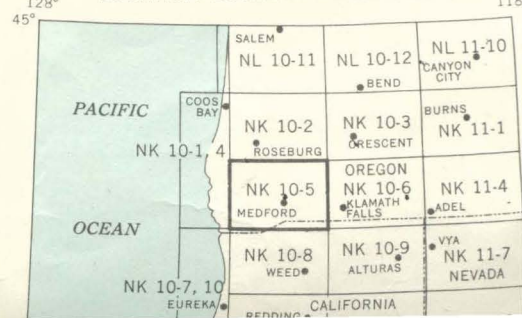 128°
118
45°
SALEM
NL 10-11
NL 10-12
NL 11-10
CANYON
CITY
BEND
PACIFIC
COOS
BAY
NK 10-2
NK 10-3
BURNS
NK 11-1
NK 10-1, 4
ROSEBURG
CRESCENT
OREGON
NK 10-5
MEDFORD
NK 10-6
KLAMATH
FALLS
NK 11-4
ADEL
OCEAN
NK 10-8
WEED
NK 10-9
ALTURAS
VYA
NK 11-7
NEVADA
NK 10-7, 10
EUREKA
CALIFORNIA
REDDING